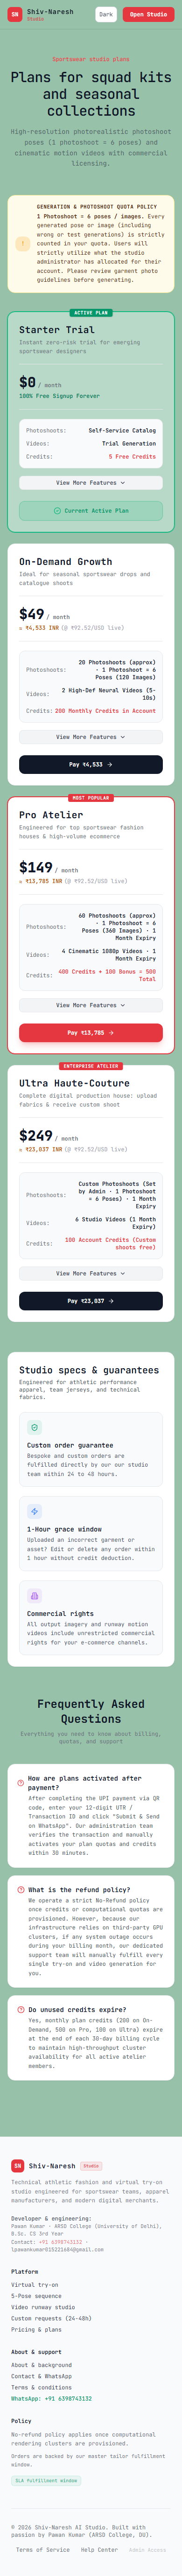 SN
Shiv-Naresh
Studio
Dark
Open Studio
Sportswear studio plans
Plans for squad kits
and seasonal
collections
High-resolution photorealistic photoshoot
poses (1 photoshoot = 6 poses) and
cinematic motion videos with commercial
licensing.
GENERATION & PHOTOSHOOT QUOTA POLICY
1 Photoshoot = 6 poses / images. Every
generated pose or image (including
wrong or test generations) is strictly
counted in your quota. Users will
strictly utilize what the studio
administrator has allocated for their
account. Please review garment photo
guidelines before generating.
ACTIVE PLAN
Starter Trial
Instant zero-risk trial for emerging
sportswear designers
$0 / month
100% Free Signup Forever
Photoshoots: Self-Service Catalog
Videos: Trial Generation
Credits: 5 Free Credits
View More Features
Current Active Plan
On-Demand Growth
Ideal for seasonal sportswear drops and
catalogue shoots
$49 / month
≈ ₹4,533 INR (@ ₹92.52/USD live)
Photoshoots: 20 Photoshoots (approx)
· 1 Photoshoot = 6
Poses (120 Images)
Videos: 2 High-Def Neural Videos (5-
10s)
Credits: 200 Monthly Credits in Account
View More Features
Pay ₹4,533 →
MOST POPULAR
Pro Atelier
Engineered for top sportswear fashion
houses & high-volume ecommerce
$149 / month
≈ ₹13,785 INR (@ ₹92.52/USD live)
Photoshoots: 60 Photoshoots (approx)
· 1 Photoshoot = 6
Poses (360 Images) · 1
Month Expiry
Videos: 4 Cinematic 1080p Videos · 1
Month Expiry
Credits: 400 Credits + 100 Bonus = 500
Total
View More Features
Pay ₹13,785 →
ENTERPRISE ATELIER
Ultra Haute-Couture
Complete digital production house: upload
fabrics & receive custom shoot
$249 / month
≈ ₹23,037 INR (@ ₹92.52/USD live)
Photoshoots: Custom Photoshoots (Set
by Admin · 1 Photoshoot
= 6 Poses) · 1 Month
Expiry
Videos: 6 Studio Videos (1 Month
Expiry)
Credits: 100 Account Credits (Custom
shoots free)
View More Features
Pay ₹23,037 →
Studio specs & guarantees
Engineered for athletic performance
apparel, team jerseys, and technical
fabrics.
Custom order guarantee
Bespoke and custom orders are
fulfilled directly by our our studio
team within 24 to 48 hours.
1-Hour grace window
Uploaded an incorrect garment or
asset? Edit or delete any order within
1 hour without credit deduction.
Commercial rights
All output imagery and runway motion
videos include unrestricted commercial
rights for your e-commerce channels.
Frequently Asked
Questions
Everything you need to know about billing,
quotas, and support
How are plans activated after
payment?
After completing the UPI payment via QR
code, enter your 12-digit UTR /
Transaction ID and click "Submit & Send
on WhatsApp". Our administration team
verifies the transaction and manually
activates your plan quotas and credits
within 30 minutes.
What is the refund policy?
We operate a strict No-Refund policy
once credits or computational quotas are
provisioned. However, because our
infrastructure relies on third-party GPU
clusters, if any system outage occurs
during your billing month, our dedicated
support team will manually fulfill every
single try-on and video generation for
you.
Do unused credits expire?
Yes, monthly plan credits (200 on On-
Demand, 500 on Pro, 100 on Ultra) expire
at the end of each 30-day billing cycle
to maintain high-throughput cluster
availability for all active atelier
members.
SN
Shiv-Naresh
Studio
Technical athletic fashion and virtual try-on
studio engineered for sportswear teams, apparel
manufacturers, and modern digital merchants.
Developer & engineering:
Pawan Kumar · ARSD College (University of Delhi),
B.Sc. CS 3rd Year
Contact: +91 6398743132 ·
lpawankumar015221684@gmail.com
Platform
Virtual try-on
5-Pose sequence
Video runway studio
Custom requests (24-48h)
Pricing & plans
About & support
About & background
Contact & WhatsApp
Terms & conditions
WhatsApp: +91 6398743132
Policy
No-refund policy applies once computational
rendering clusters are provisioned.
Orders are backed by our master tailor fulfillment
window.
SLA fulfillment window
© 2026 Shiv-Naresh AI Studio. Built with
passion by Pawan Kumar (ARSD College, DU).
Terms of Service
Help Center
Admin Access